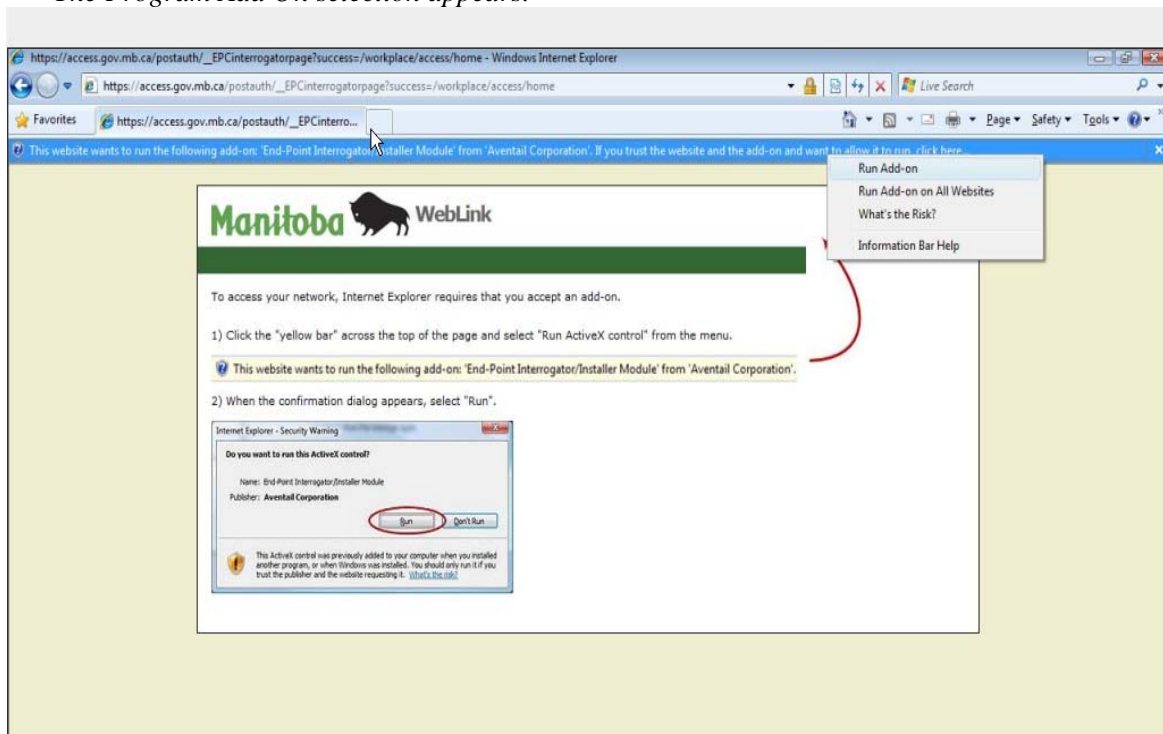 The Program Add-On selection appears.
https://access.gov.mb.ca/postauth/_EPCinterrogatorpage?success=/workplace/access/home - Windows Internet Explorer
https://access.gov.mb.ca/postauth/__EPCinterrogatorpage?success=/workplace/access/home
Live Search
Favorites https://access.gov.mb.ca/postauth/_EPCinterro... Page Safety Tools
This website wants to run the following add-on: 'End-Point Interrogator/Installer Module' from 'Aventail Corporation'. If you trust the website and the add-on and want to allow it to run, click here...
Run Add-on
Run Add-on on All Websites
What's the Risk?
Information Bar Help
Manitoba WebLink
To access your network, Internet Explorer requires that you accept an add-on.
1) Click the "yellow bar" across the top of the page and select "Run ActiveX control" from the menu.
This website wants to run the following add-on: 'End-Point Interrogator/Installer Module' from 'Aventail Corporation'.
2) When the confirmation dialog appears, select "Run".
Internet Explorer - Security Warning
Do you want to run this ActiveX control?
Name: End-Point Interrogator/Installer Module
Publisher: Aventail Corporation
Run Don't Run
This ActiveX control was previously added to your computer when you installed
another program, or when Windows was installed. You should only run it if you
trust the publisher and the website requesting it. What's the risk?